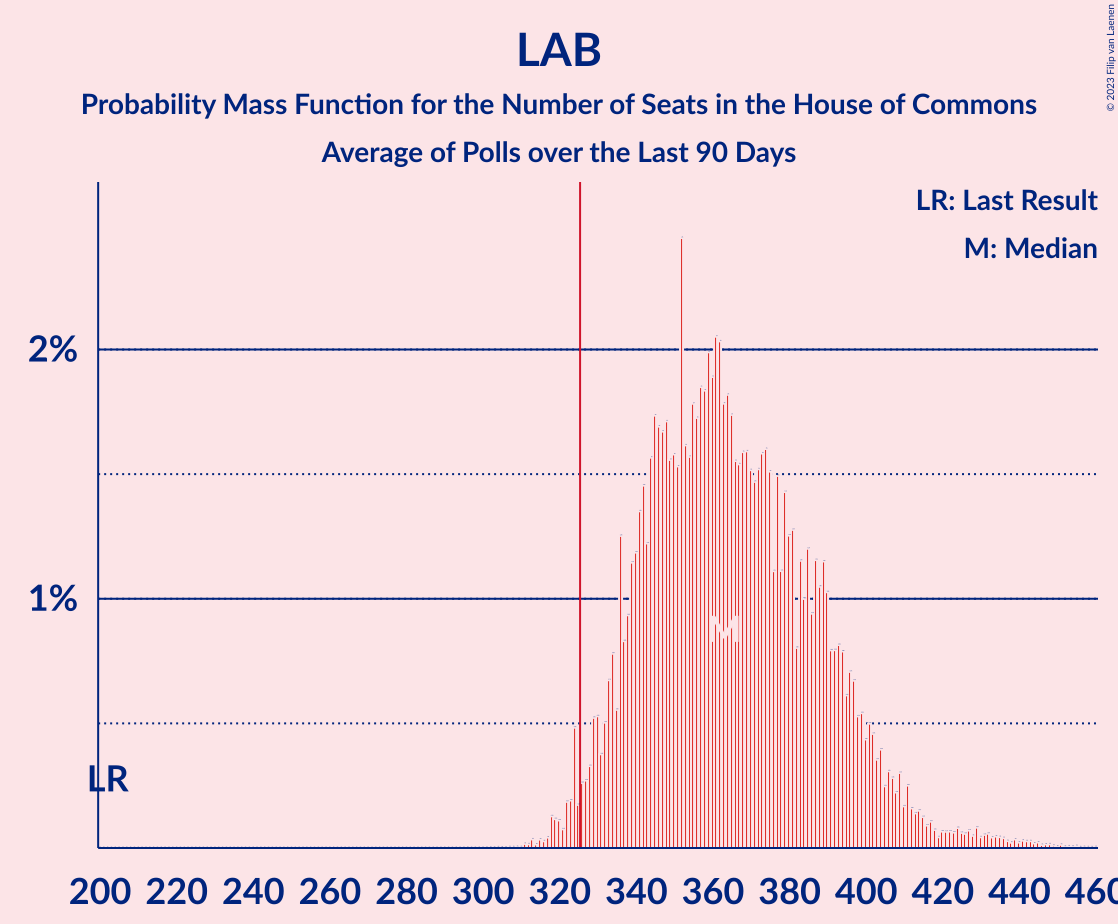 LAB
Probability Mass Function for the Number of Seats in the House of Commons
Average of Polls over the Last 90 Days
© 2023 Filip van Laenen
LR: Last Result
M: Median
2%
1%
M
LR
200 220 240 260 280 300 320 340 360 380 400 420 440 460